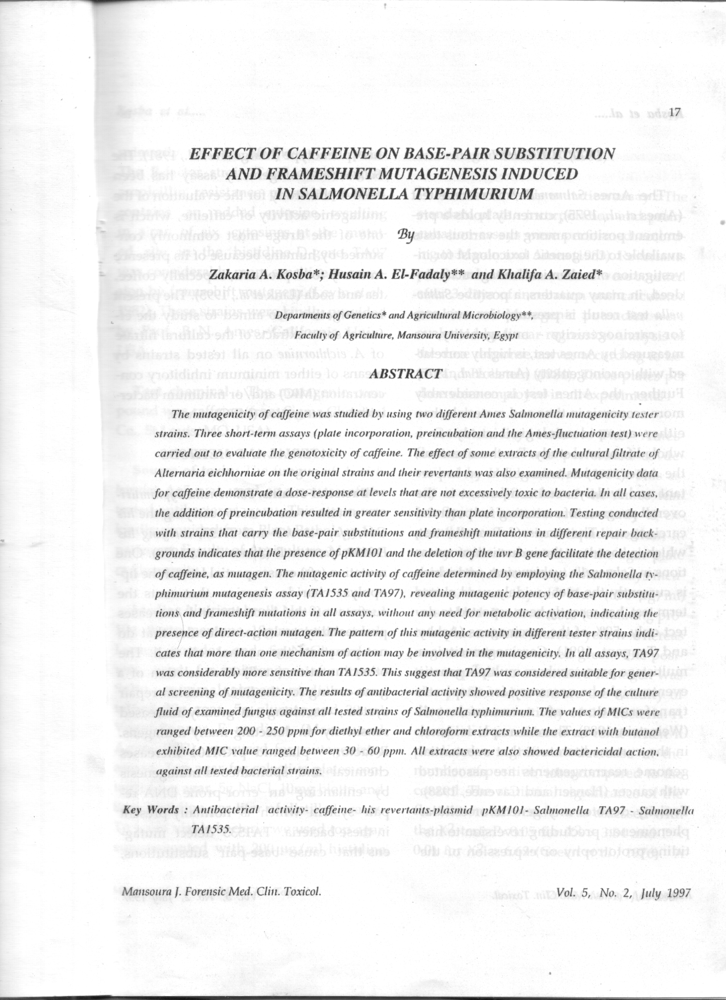 17
EFFECT OF CAFFEINE ON BASE-PAIR SUBSTITUTION
AND FRAMESHIFT MUTAGENESIS INDUCED
IN SALMONELLA TYPHIMURIUM
By
Zakaria A. Kosba*; Husain A. El-Fadaly** and Khalifa A. Zaied*
Departments of Genetics* and Agricultural Microbiology**,
Faculty of Agriculture, Mansoura University, Egypt
ABSTRACT
The mutagenicity of caffeine was studied by using two different Ames Salmonella mutagenicity tester
strains. Three short-term assays (plate incorporation, preincubation and the Ames-fluctuation test) were
carried out to evaluate the genotoxicity of caffeine. The effect of some extracts of the cultural filtrate of
Alternaria eichhorniae on the original strains and their revertants was also examined. Mutagenicity data
for caffeine demonstrate a dose-response at levels that are not excessively toxic to bacteria. In all cases,
the addition of preincubation resulted in greater sensitivity than plate incorporation. Testing conducted
with strains that carry the base-pair substitutions and frameshift mutations in different repair back-
grounds indicates that the presence of pKM101 and the deletion of the uvr B gene facilitate the detection
of caffeine, as mutagen. The mutagenic activity of caffeine determined by employing the Salmonella ty-
phimurium mutagenesis assay (TA1535 and TA97), revealing mutagenic potency of base-pair substitu-
tions and frameshift mutations in all assays, without any need for metabolic activation, indicating the
presence of direct-action mutagen. The pattern of this mutagenic activity in different tester strains indi-
cates that more than one mechanism of action may be involved in the mutagenicity. In all assays, TA97
was considerably more sensitive than TA1535. This suggest that TA97 was considered suitable for gener-
al screening of mutagenicity. The results of antibacterial activity showed positive response of the culture
fluid of examined fungus against all tested strains of Salmonella typhimurium. The values of MICs were
ranged between 200 - 250 ppm for diethyl ether and chloroform extracts while the extract with butanol
exhibited MIC value ranged between 30 - 60 ppm. All extracts were also showed bactericidal action,
against all tested bacterial strains.
Key Words : Antibacterial activity- caffeine- his revertants-plasmid pKM101- Salmonella TA97 - Salmonella
TA1535.
Mansoura J. Forensic Med. Clin. Toxicol. Vol. 5, No. 2, July 1997